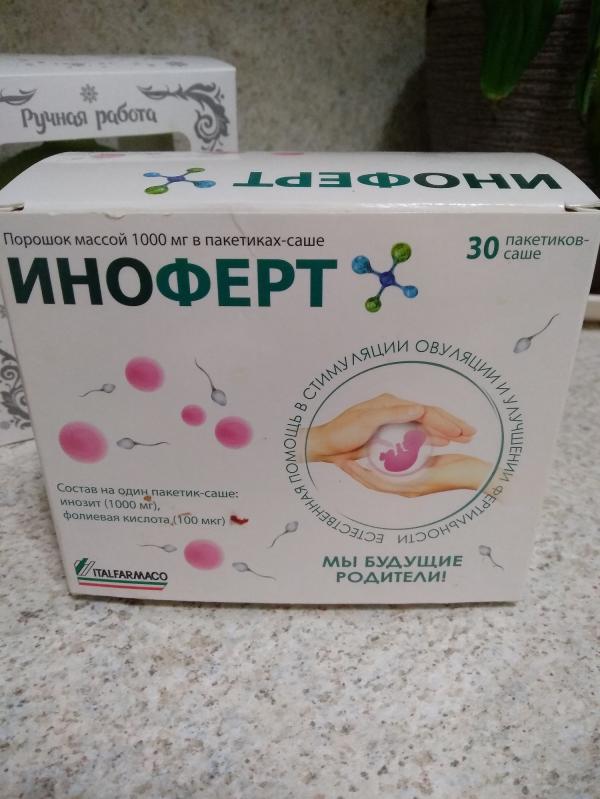 Ручная работа
ИНОФЕРТ
Порошок массой 1000 мг в пакетиках-саше
30 пакетиков-
саше
ИНОФЕРТ
ЕСТЕСТВЕННАЯ ПОМОЩЬ В СТИМУЛЯЦИИ ОВУЛЯЦИИ И УЛУЧШЕНИИ ФЕРТИЛЬНОСТИ
Состав на один пакетик-саше:
инозит (1000 мг),
фолиевая кислота (100 мкг)
ITALFARMACO
МЫ БУДУЩИЕ
РОДИТЕЛИ!